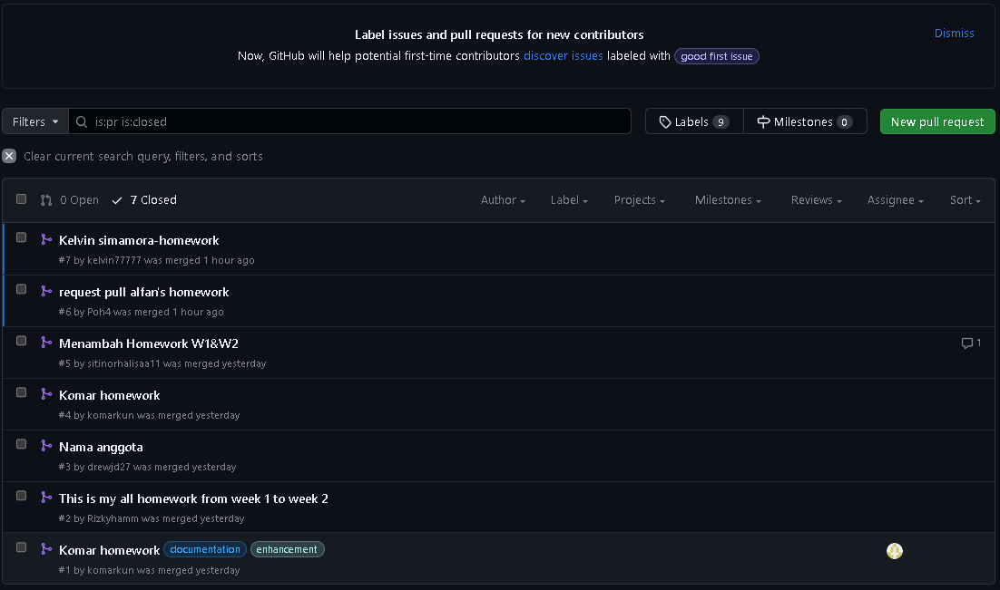 Label issues and pull requests for new contributors
Dismiss
Now, GitHub will help potential first-time contributors discover issues labeled with good first issue
Filters is:pr is:closed Labels 9 Milestones 0 New pull request
Clear current search query, filters, and sorts
0 Open 7 Closed Author Label Projects Milestones Reviews Assignee Sort
Kelvin simamora-homework
#7 by kelvin77777 was merged 1 hour ago
request pull alfan's homework
#6 by Poh4 was merged 1 hour ago
Menambah Homework W1&W2 1
#5 by sitinorhalisaa11 was merged yesterday
Komar homework
#4 by komarkun was merged yesterday
Nama anggota
#3 by drewjd27 was merged yesterday
This is my all homework from week 1 to week 2
#2 by Rizkyhamm was merged yesterday
Komar homework documentation enhancement
#1 by komarkun was merged yesterday